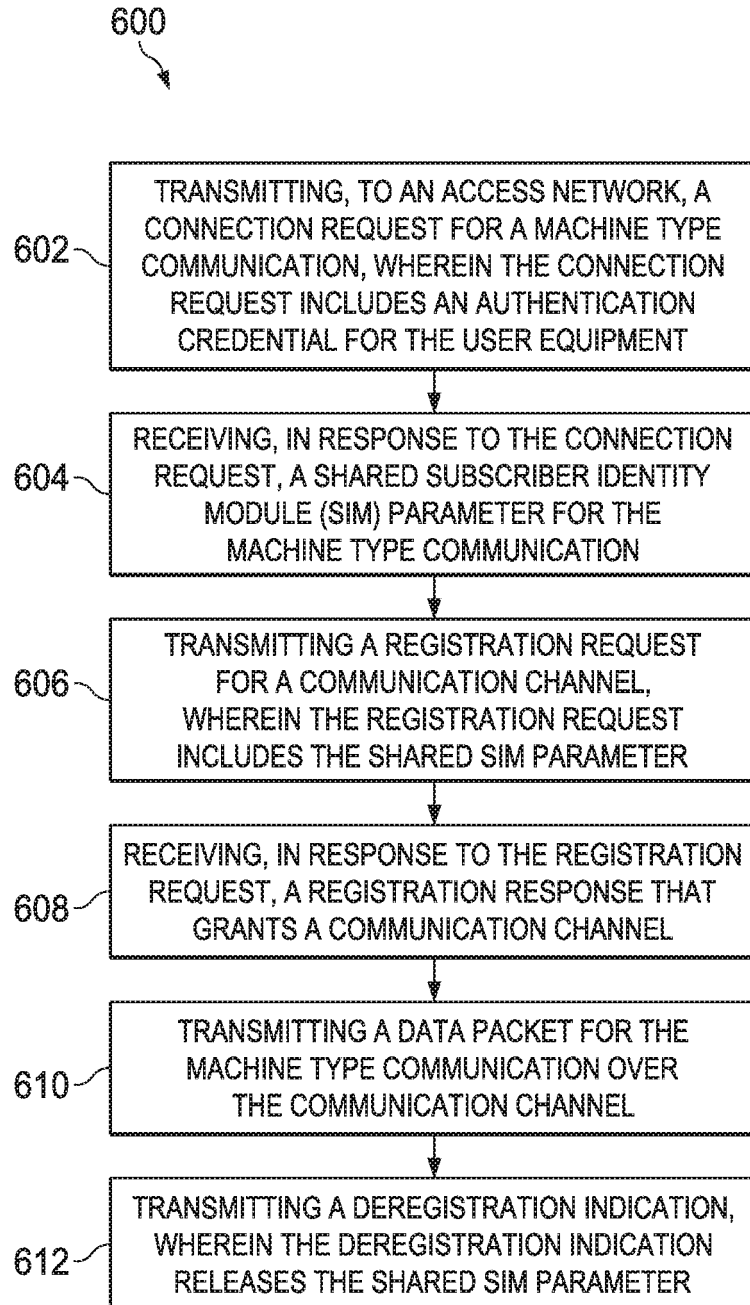 600
602
TRANSMITTING, TO AN ACCESS NETWORK, A
CONNECTION REQUEST FOR A MACHINE TYPE
COMMUNICATION, WHEREIN THE CONNECTION
REQUEST INCLUDES AN AUTHENTICATION
CREDENTIAL FOR THE USER EQUIPMENT
604
RECEIVING, IN RESPONSE TO THE CONNECTION
REQUEST, A SHARED SUBSCRIBER IDENTITY
MODULE (SIM) PARAMETER FOR THE
MACHINE TYPE COMMUNICATION
606
TRANSMITTING A REGISTRATION REQUEST
FOR A COMMUNICATION CHANNEL,
WHEREIN THE REGISTRATION REQUEST
INCLUDES THE SHARED SIM PARAMETER
608
RECEIVING, IN RESPONSE TO THE REGISTRATION
REQUEST, A REGISTRATION RESPONSE THAT
GRANTS A COMMUNICATION CHANNEL
610
TRANSMITTING A DATA PACKET FOR THE
MACHINE TYPE COMMUNICATION OVER
THE COMMUNICATION CHANNEL
612
TRANSMITTING A DEREGISTRATION INDICATION,
WHEREIN THE DEREGISTRATION INDICATION
RELEASES THE SHARED SIM PARAMETER